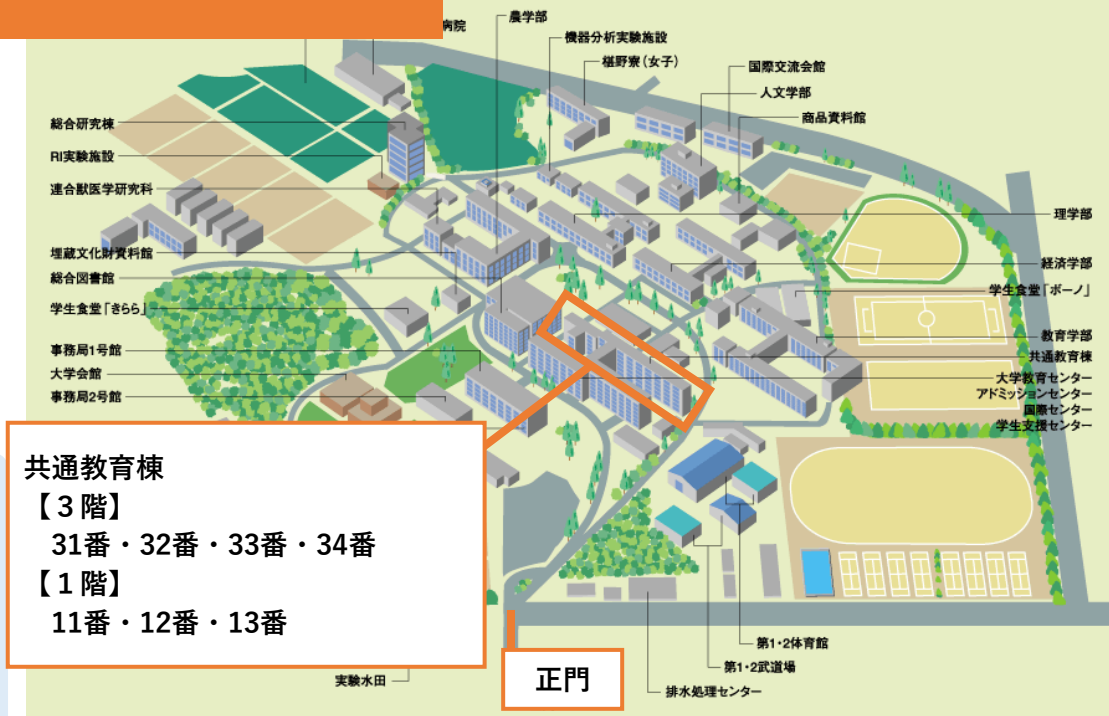 病院
農学部
機器分析実験施設
椹野寮(女子)
国際交流会館
人文学部
商品資料館
総合研究棟
RI実験施設
連合獣医学研究科
埋蔵文化財資料館
総合図書館
学生食堂「きらら」
事務局1号館
大学会館
事務局2号館
理学部
経済学部
学生食堂「ボーノ」
教育学部
共通教育棟
大学教育センター
アドミッションセンター
国際センター
学生支援センター
共通教育棟
【３階】
31番・32番・33番・34番
【１階】
11番・12番・13番
実験水田
正門
第1・2体育館
第1・2武道場
排水処理センター